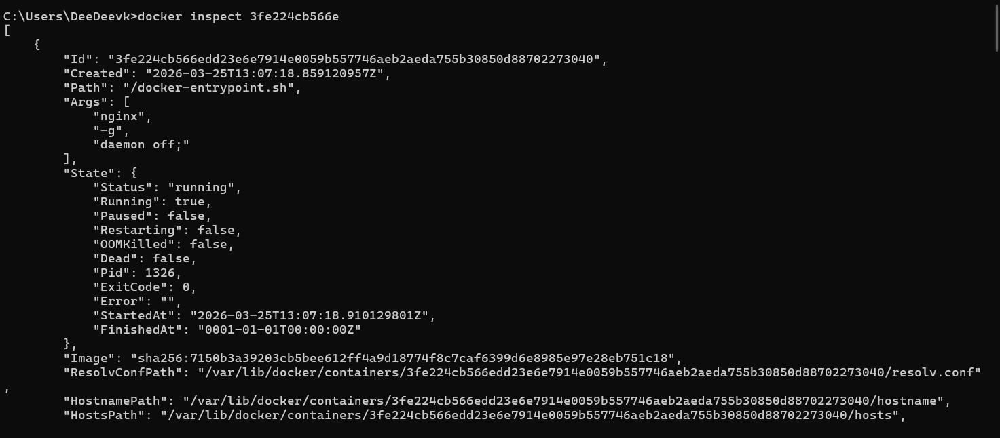 C:\Users\DeeDeevk>docker inspect 3fe224cb566e
[
    {
        "Id": "3fe224cb566edd23e6e7914e0059b557746aeb2aeda755b30850d88702273040",
        "Created": "2026-03-25T13:07:18.859120957Z",
        "Path": "/docker-entrypoint.sh",
        "Args": [
            "nginx",
            "-g",
            "daemon off;"
        ],
        "State": {
            "Status": "running",
            "Running": true,
            "Paused": false,
            "Restarting": false,
            "OOMKilled": false,
            "Dead": false,
            "Pid": 1326,
            "ExitCode": 0,
            "Error": "",
            "StartedAt": "2026-03-25T13:07:18.910129801Z",
            "FinishedAt": "0001-01-01T00:00:00Z"
        },
        "Image": "sha256:7150b3a39203cb5bee612ff4a9d18774f8c7caf6399d6e8985e97e28eb751c18",
        "ResolvConfPath": "/var/lib/docker/containers/3fe224cb566edd23e6e7914e0059b557746aeb2aeda755b30850d88702273040/resolv.conf"
,
        "HostnamePath": "/var/lib/docker/containers/3fe224cb566edd23e6e7914e0059b557746aeb2aeda755b30850d88702273040/hostname",
        "HostsPath": "/var/lib/docker/containers/3fe224cb566edd23e6e7914e0059b557746aeb2aeda755b30850d88702273040/hosts",